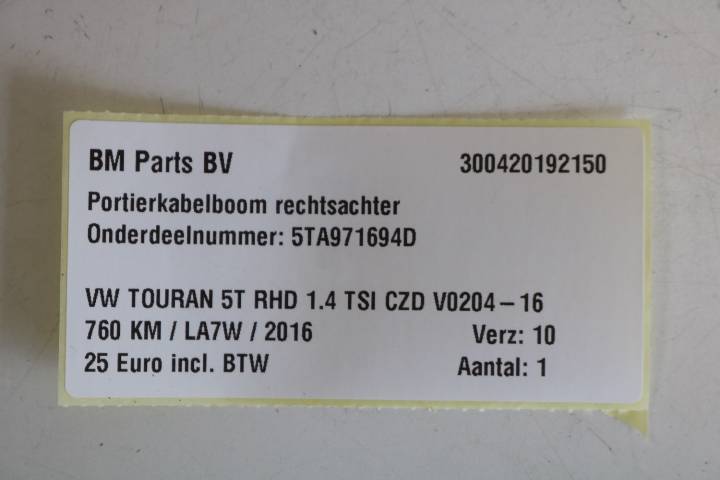 BM Parts BV 300420192150
Portierkabelboom rechtsachter
Onderdeelnummer: 5TA971694D
VW TOURAN 5T RHD 1.4 TSI CZD V0204-16
760 KM / LA7W / 2016 Verz: 10
25 Euro incl. BTW Aantal: 1